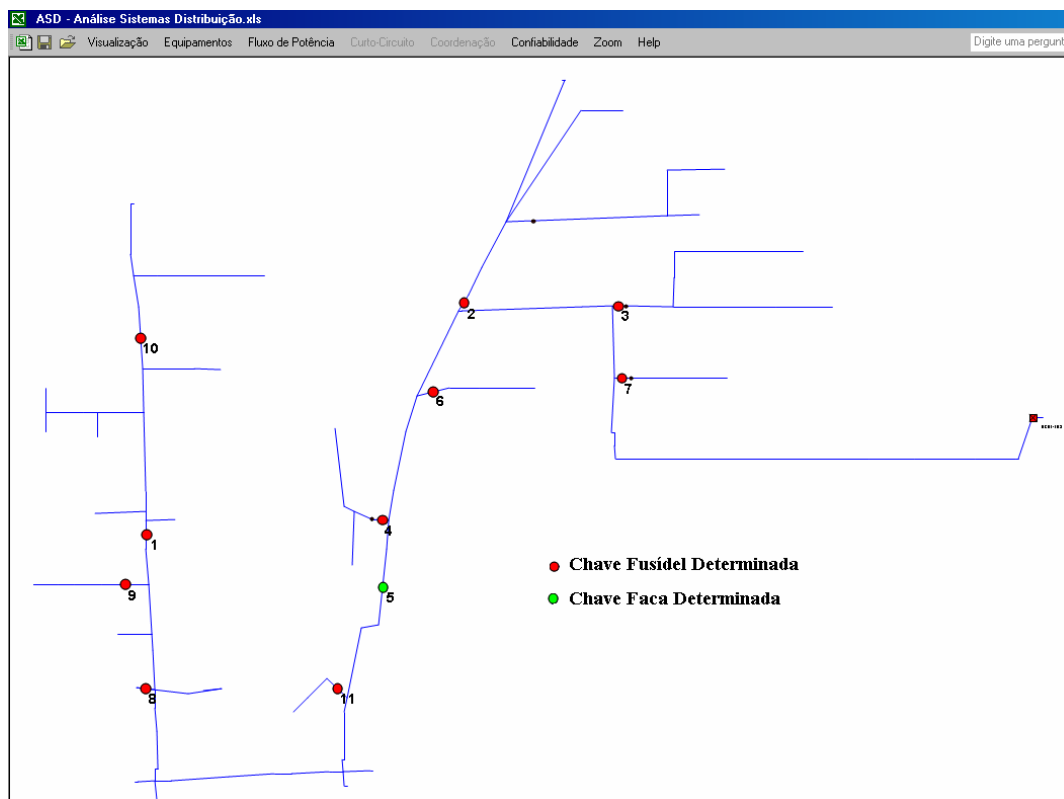 ASD - Análise Sistemas Distribuição.xls
Visualização Equipamentos Fluxo de Potência Curto-Circuito Coordenação Confiabilidade Zoom Help Digite uma pergunt
2
3
10
7
6
4
1
Chave Fusídel Determinada
9
5
Chave Faca Determinada
8
11